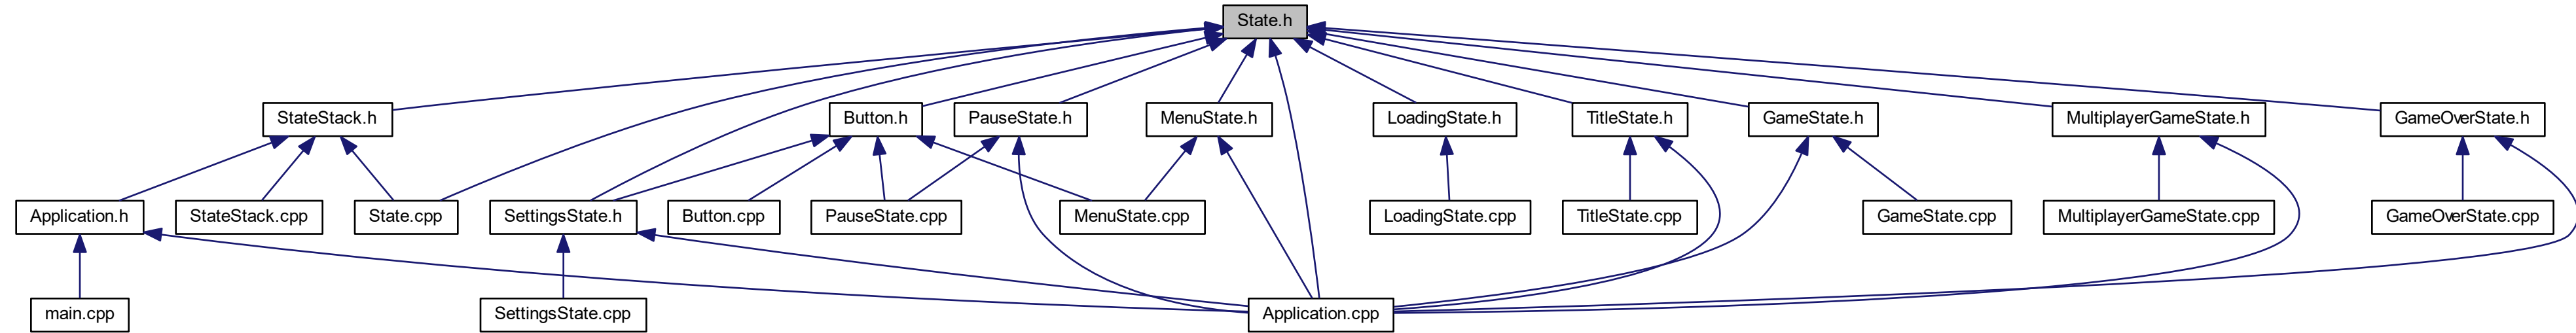 State.h
StateStack.h
Button.h
PauseState.h
MenuState.h
LoadingState.h
TitleState.h
GameState.h
MultiplayerGameState.h
GameOverState.h
Application.h
StateStack.cpp
State.cpp
SettingsState.h
Button.cpp
PauseState.cpp
MenuState.cpp
LoadingState.cpp
TitleState.cpp
GameState.cpp
MultiplayerGameState.cpp
GameOverState.cpp
main.cpp
SettingsState.cpp
Application.cpp